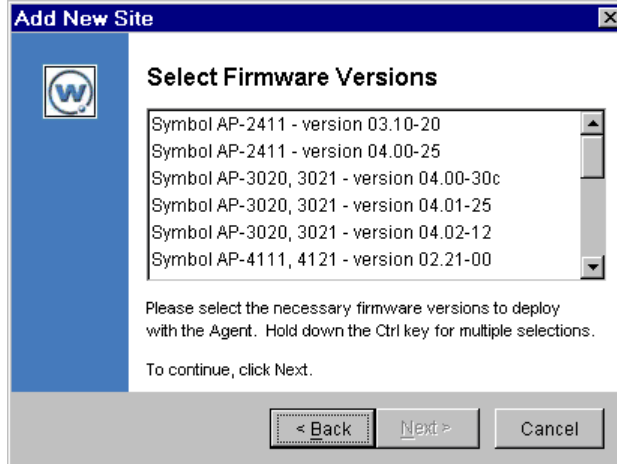 Add New Site
W
Select Firmware Versions
Symbol AP-2411 - version 03.10-20
Symbol AP-2411 - version 04.00-25
Symbol AP-3020, 3021 - version 04.00-30c
Symbol AP-3020, 3021 - version 04.01-25
Symbol AP-3020, 3021 - version 04.02-12
Symbol AP-4111, 4121 - version 02.21-00
Please select the necessary firmware versions to deploy
with the Agent. Hold down the Ctrl key for multiple selections.
To continue, click Next.
< Back Next > Cancel